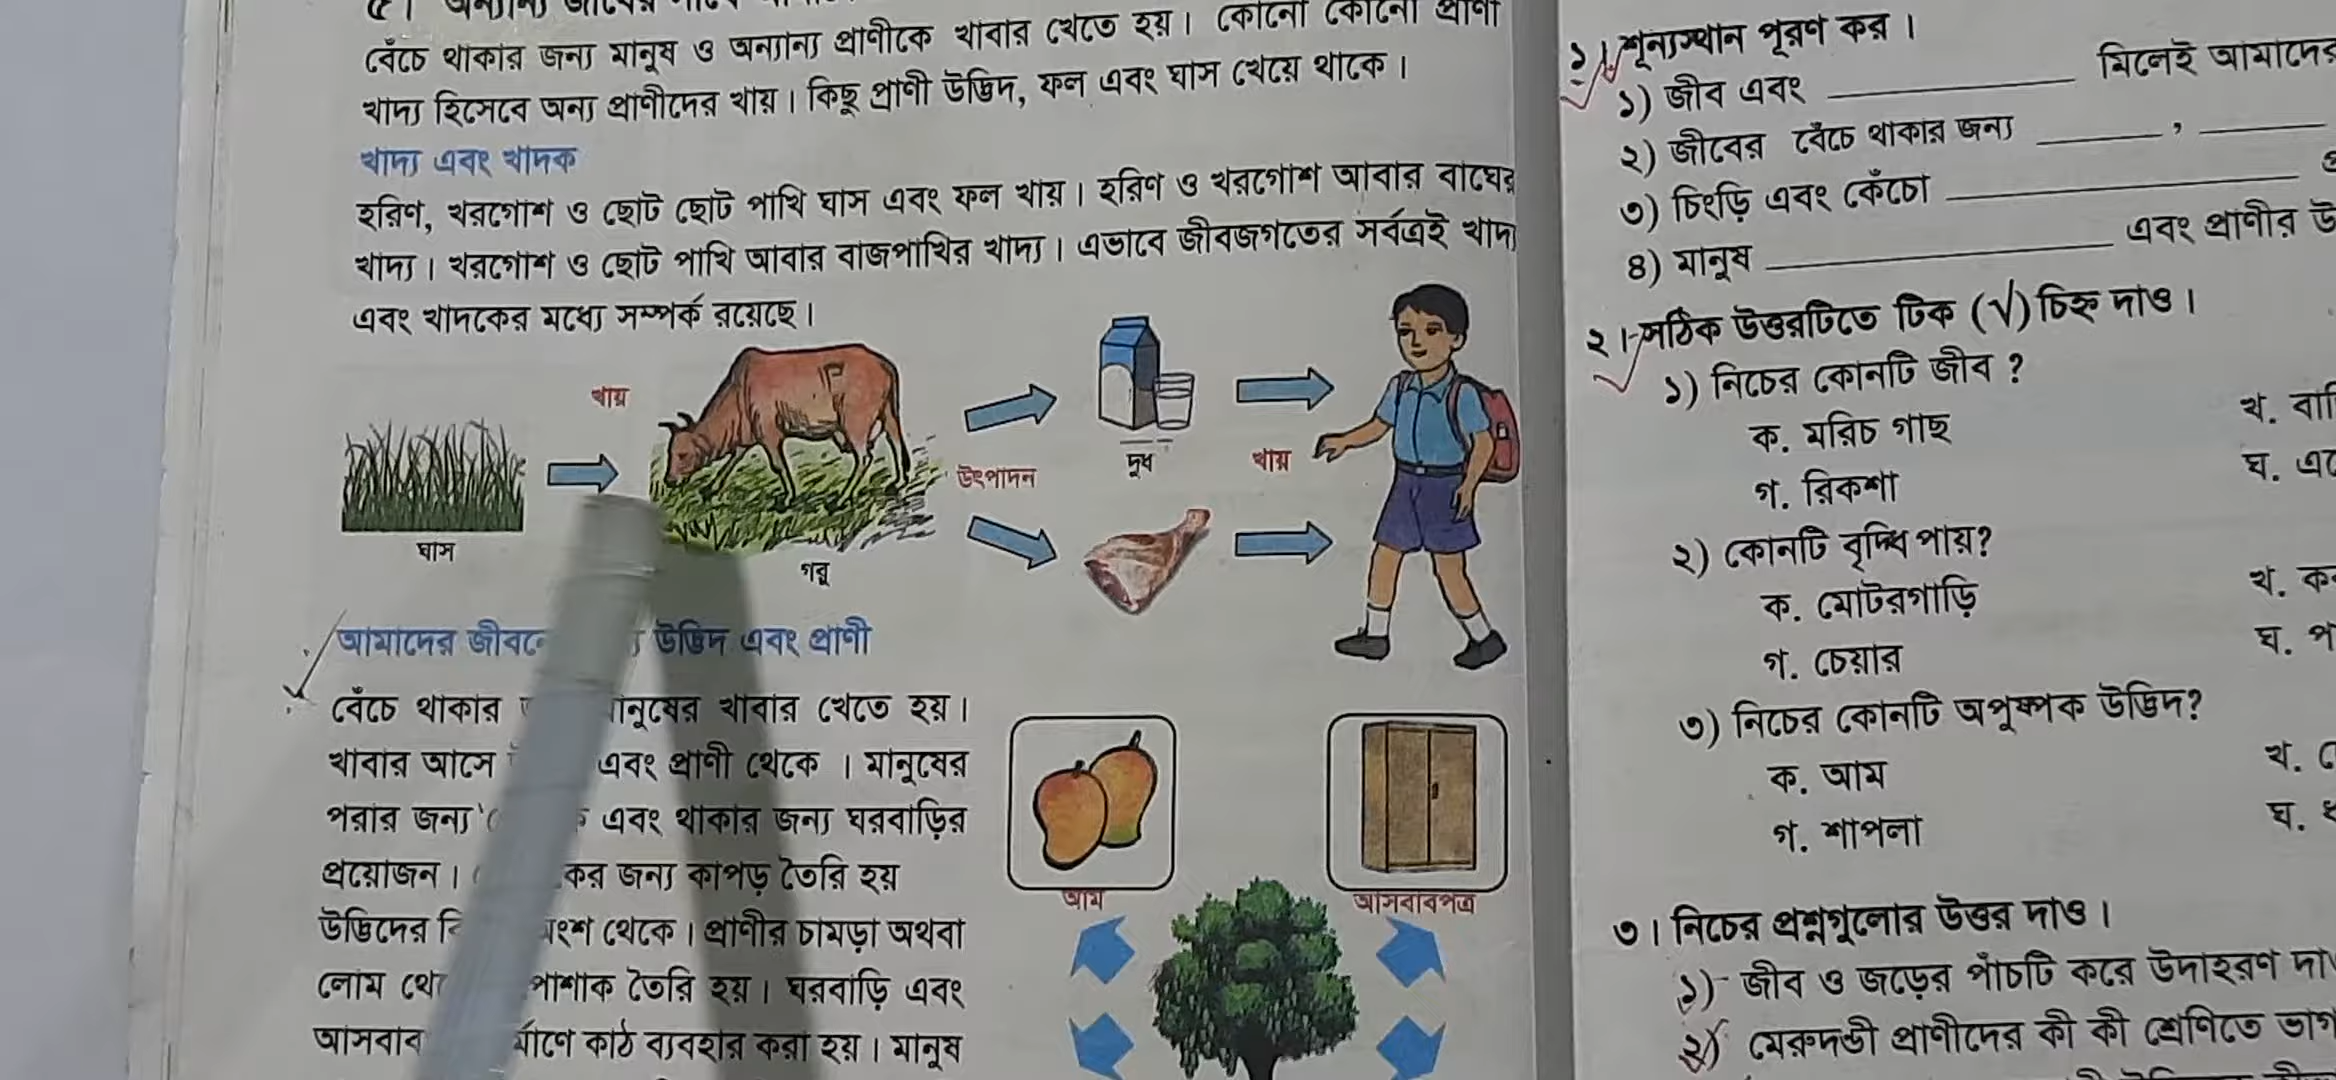 বেঁচে থাকার জন্য মানুষ ও অন্যান্য প্রাণীকে খাবার খেতে হয়। কোনো কোনো প্রাণী
খাদ্য হিসেবে অন্য প্রাণীদের খায়। কিছু প্রাণী উদ্ভিদ, ফল এবং ঘাস খেয়ে থাকে।
খাদ্য এবং খাদক
হরিণ, খরগোশ ও ছোট ছোট পাখি ঘাস এবং ফল খায়। হরিণ ও খরগোশ আবার বাঘের
খাদ্য। খরগোশ ও ছোট পাখি আবার বাজপাখির খাদ্য। এভাবে জীবজগতের সর্বত্রই খাদ্য
এবং খাদকের মধ্যে সম্পর্ক রয়েছে।
খায়
ঘাস
গরু
উৎপাদন
দুধ
খায়
আমাদের উদ্ভিদ এবং প্রাণী
বেঁচে থাকার খাবার খেতে হয়।
খাবার আসে এবং প্রাণী থেকে। মানুষের
পরার জন্য এবং থাকার জন্য ঘরবাড়ির
প্রয়োজন। জন্য কাপড় তৈরি হয়
উদ্ভিদের থেকে। প্রাণীর চামড়া অথবা
লোম তৈরি হয়। ঘরবাড়ি এবং
কাঠ ব্যবহার করা হয়। মানুষ
আম
আসবাবপত্র
১। শূন্যস্থান পূরণ কর।
১) জীব এবং ________ মিলেই আমাদের
২) জীবের বেঁচে থাকার জন্য ________, ________
৩) চিংড়ি এবং কেঁচো ________
৪) মানুষ ________ এবং প্রাণীর
২। সঠিক উত্তরটিতে টিক (√) চিহ্ন দাও।
১) নিচের কোনটি জীব?
ক. মরিচ গাছ খ.
গ. রিকশা ঘ.
২) কোনটি বৃদ্ধি পায়?
ক. মোটরগাড়ি খ.
গ. চেয়ার ঘ.
৩) নিচের কোনটি অপুষ্পক উদ্ভিদ?
ক. আম খ.
গ. শাপলা ঘ.
৩। নিচের প্রশ্নগুলোর উত্তর দাও।
১) জীব ও জড়ের পাঁচটি করে উদাহরণ
২) মেরুদণ্ডী প্রাণীদের কী কী শ্রেণিতে